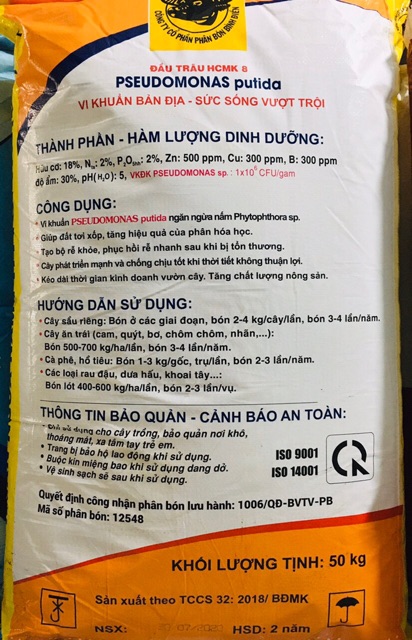 CÔNG TY CỔ PHẦN PHÂN BÓN BÌNH ĐIỀN
ĐẦU TRÂU HCMK 8
PSEUDOMONAS putida
VI KHUẨN BẢN ĐỊA - SỨC SỐNG VƯỢT TRỘI
THÀNH PHẦN - HÀM LƯỢNG DINH DƯỠNG:
Hữu cơ: 18%, Nts: 2%, P₂O₅hh: 2%, Zn: 500 ppm, Cu: 300 ppm, B: 300 ppm
độ ẩm: 30%, pH(H₂O): 5, VKĐK PSEUDOMONAS sp. : 1x10⁶ CFU/gam
CÔNG DỤNG:
• Vi khuẩn PSEUDOMONAS putida ngăn ngừa nấm Phytophthora sp.
• Giúp đất tơi xốp, tăng hiệu quả của phân hóa học.
• Tạo bộ rễ khỏe, phục hồi rễ nhanh sau khi bị tổn thương.
• Cây phát triển mạnh và chống chịu tốt khi thời tiết không thuận lợi.
• Kéo dài thời gian kinh doanh vườn cây. Tăng chất lượng nông sản.
HƯỚNG DẪN SỬ DỤNG:
• Cây sầu riêng: Bón ở các giai đoạn, bón 2-4 kg/cây/lần, bón 3-4 lần/năm.
• Cây ăn trái (cam, quýt, bơ, chôm chôm, nhãn,...):
Bón 500-700 kg/ha/lần, bón 3-4 lần/năm.
• Cà phê, hồ tiêu: Bón 1-3 kg/gốc, trụ/lần, bón 2-3 lần/năm.
• Các loại rau đậu, dưa hấu, khoai tây...:
Bón lót 400-600 kg/ha/lần, bón 2-3 lần/vụ.
THÔNG TIN BẢO QUẢN - CẢNH BÁO AN TOÀN:
• Chỉ sử dụng cho cây trồng, bảo quản nơi khô,
thoáng mát, xa tầm tay trẻ em.
• Trang bị bảo hộ lao động khi sử dụng.
• Buộc kín miệng bao khi sử dụng dang dở.
• Vệ sinh sạch sẽ sau khi sử dụng.
ISO 9001
ISO 14001
Quyết định công nhận phân bón lưu hành: 1006/QĐ-BVTV-PB
Mã số phân bón: 12548
KHỐI LƯỢNG TỊNH: 50 kg
Sản xuất theo TCCS 32: 2018/ BĐMK
NSX: HSD: 2 năm